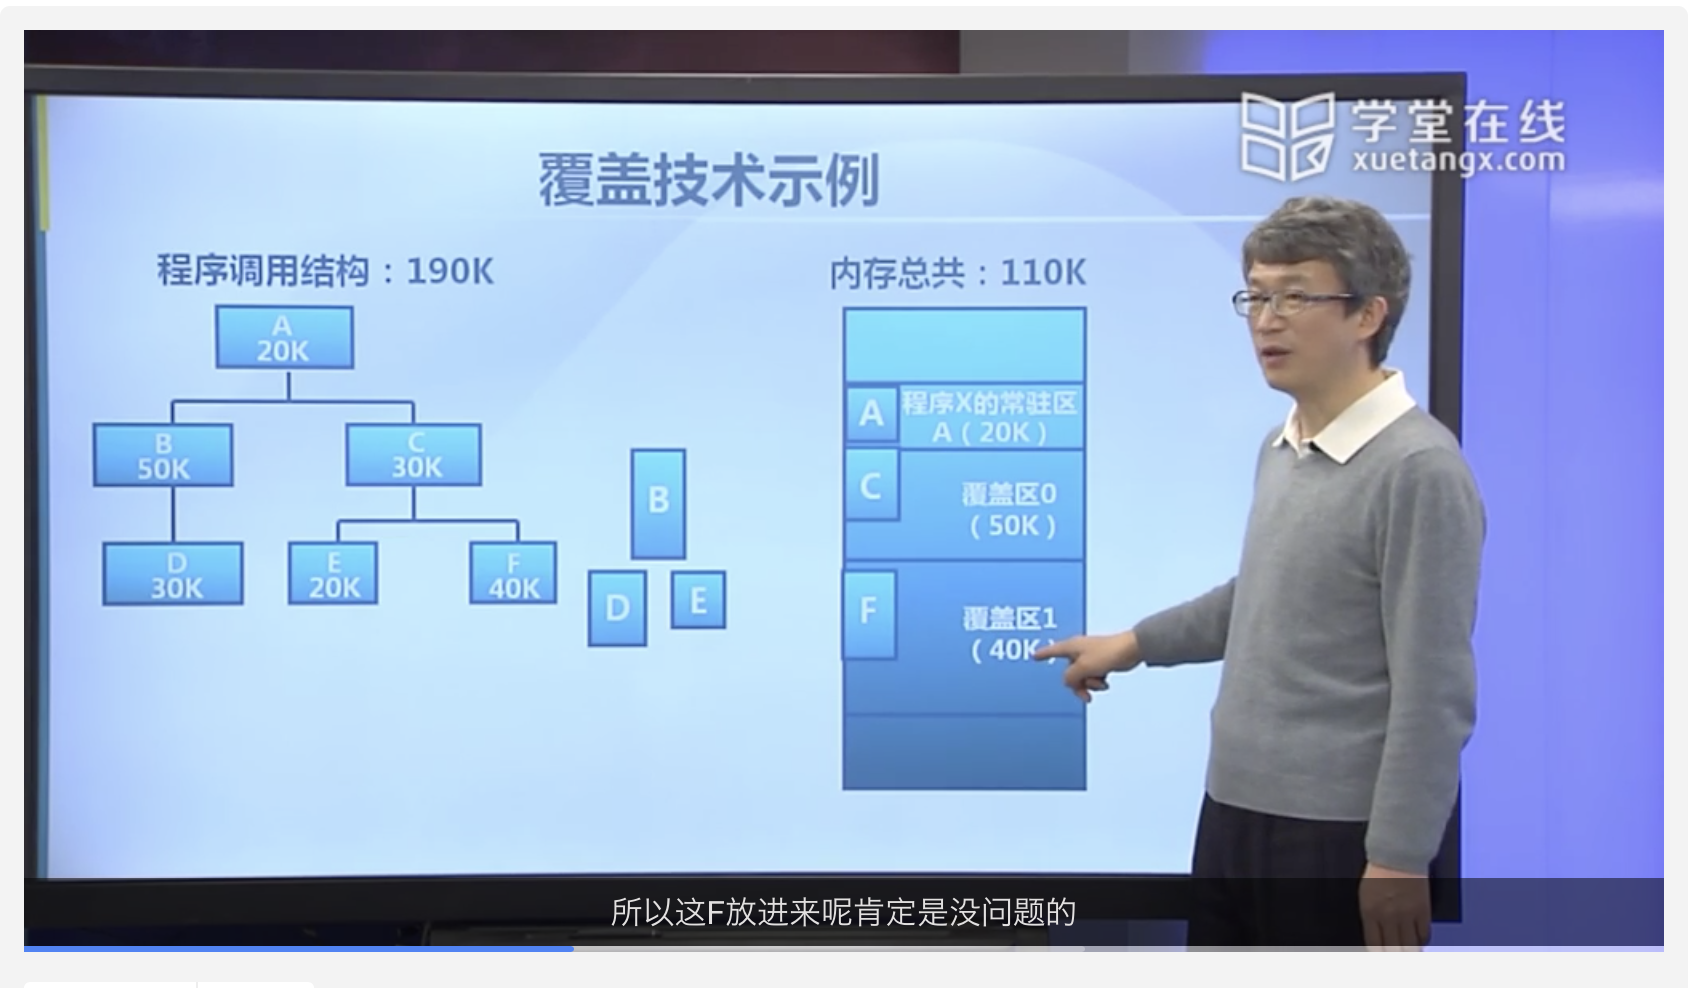 学堂在线
xuetangx.com
覆盖技术示例
程序调用结构：190K
A
20K
B
50K
C
30K
D
30K
E
20K
F
40K
B
D
E
内存总共：110K
A
程序X的常驻区
A（20K）
C
覆盖区0
（50K）
F
覆盖区1
（40K）
所以这F放进来呢肯定是没问题的